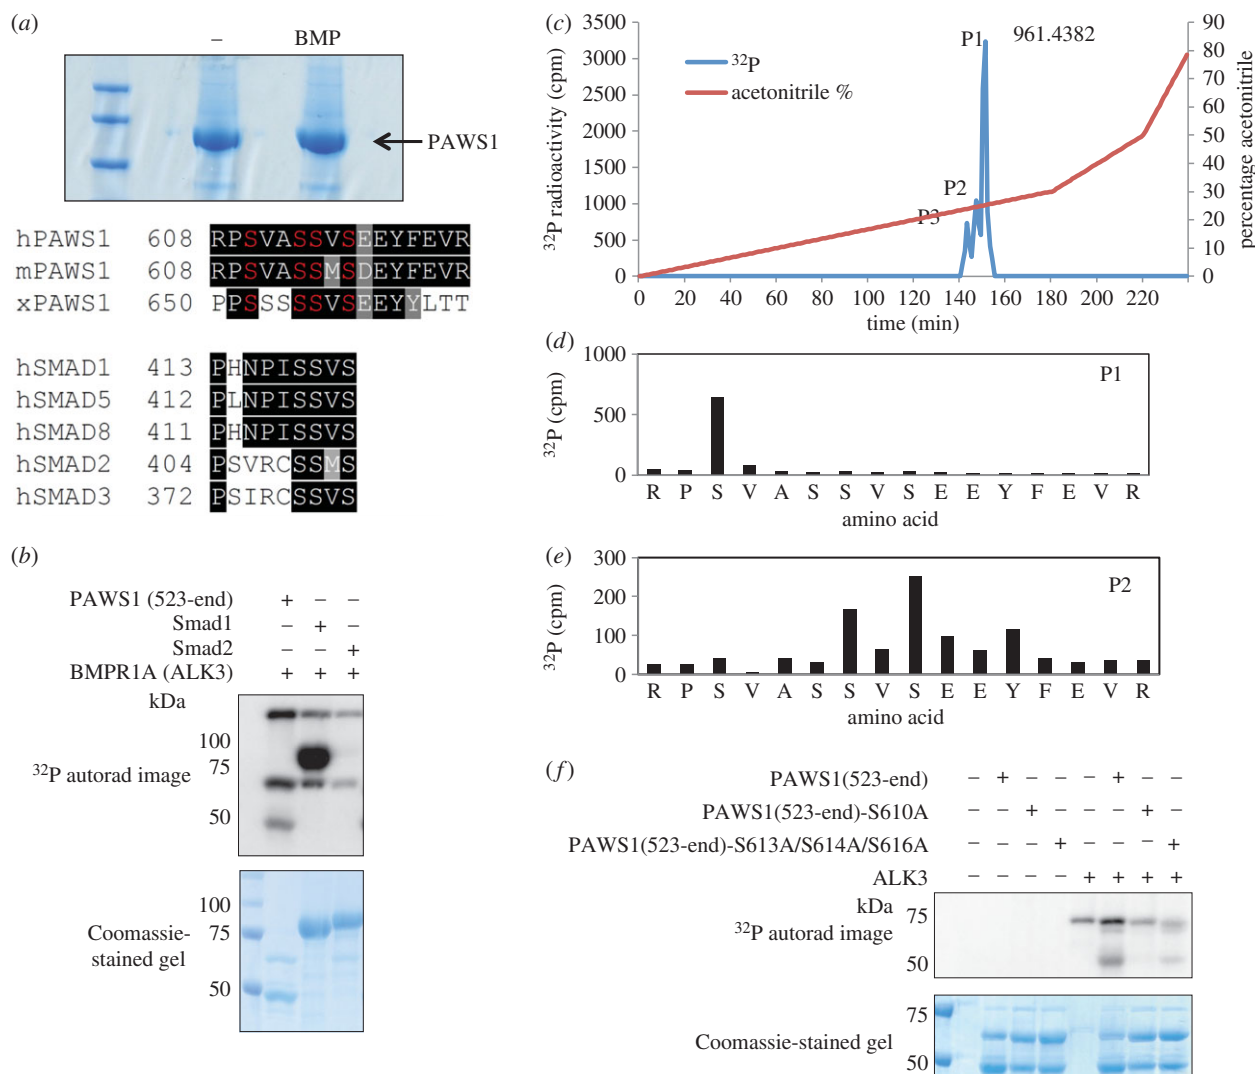 (a)
– BMP
PAWS1
hPAWS1 608 RPSVASSVSEEYFEVR
mPAWS1 608 RPSVASSMSDEYFEVR
xPAWS1 650 PPSSSSSVSEEYYLTT
hSMAD1 413 PHNPISSVS
hSMAD5 412 PLNPISSVS
hSMAD8 411 PHNPISSVS
hSMAD2 404 PSVRCSSMS
hSMAD3 372 PSIRCSSVS
(b)
PAWS1 (523-end) + – –
Smad1 – + –
Smad2 – – +
BMPR1A (ALK3) + + +
kDa
100
75
32P autorad image
50
100
Coomassie-
75
stained gel
50
(c)
3500
3000
2500
2000
1500
1000
500
0
32P radioactivity (cpm)
32P
acetonitrile %
P1
961.4382
P2
P3
90
80
70
60
50
40
30
20
10
0
percentage acetonitrile
0 20 40 60 80 100 120 140 160 180 200 220
time (min)
(d)
1000
500
0
32P (cpm)
P1
R P S V A S S V S E E Y F E V R
amino acid
(e)
300
200
100
0
32P (cpm)
P2
R P S V A S S V S E E Y F E V R
amino acid
(f)
PAWS1(523-end) – + – – – + – –
PAWS1(523-end)-S610A – – + – – – + –
PAWS1(523-end)-S613A/S614A/S616A – – – + – – – +
ALK3 – – – – + + + +
kDa
75
32P autorad image
50
75
Coomassie-stained gel
50